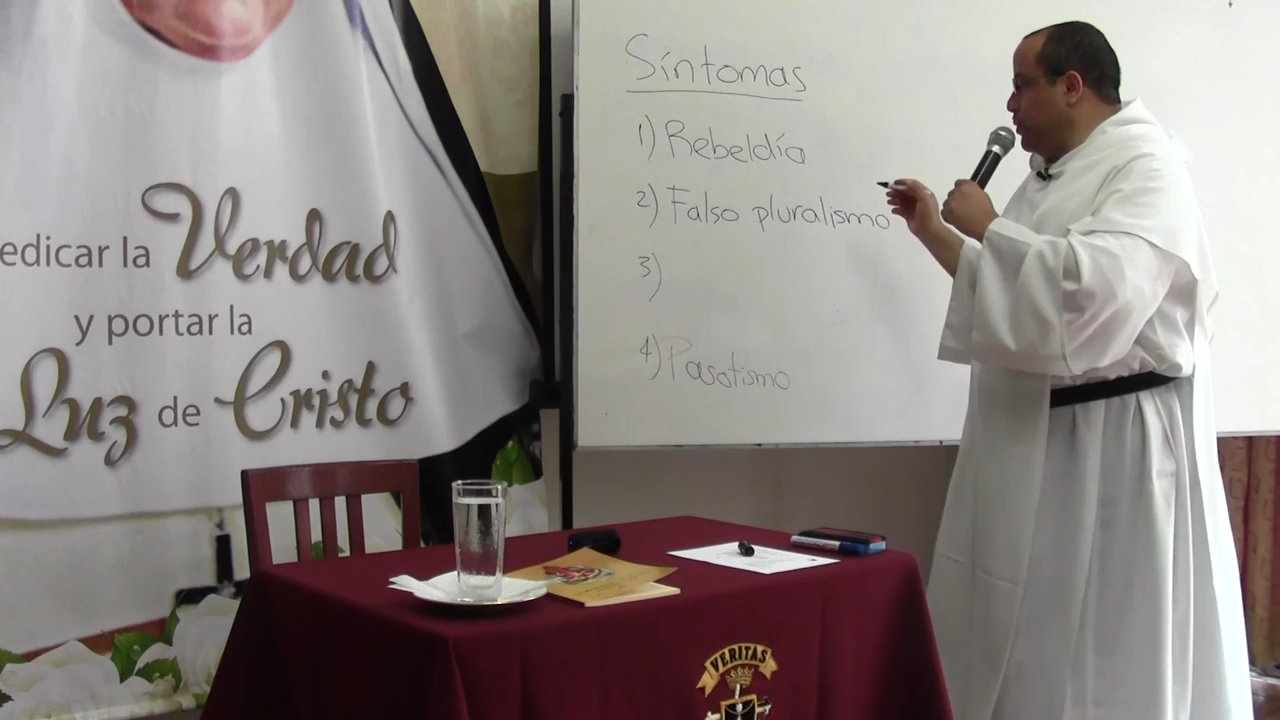 edicar la Verdad
y portar la
Luz de Cristo
Síntomas
1) Rebeldía
2) Falso pluralismo
3)
4) Pasotismo
VERITAS